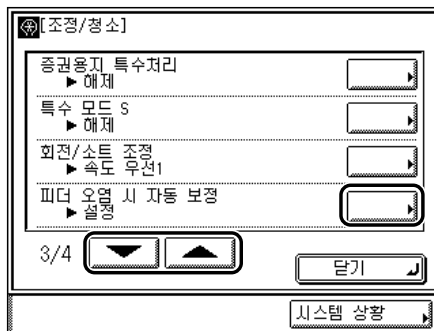 [조정/청소]
증권용지 특수처리
▶ 해제
특수 모드 S
▶ 해제
회전/소트 조정
▶ 속도 우선1
피더 오염 시 자동 보정
▶ 설정
3/4
닫기
시스템 상황